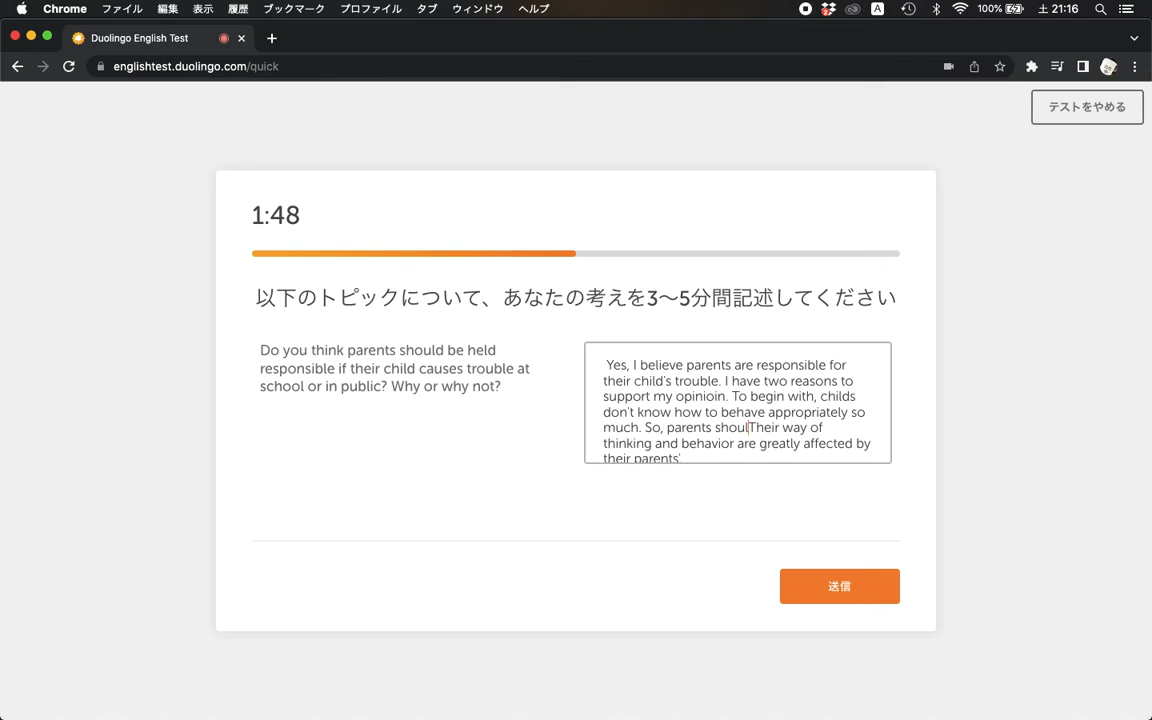 Chrome ファイル 編集 表示 履歴 ブックマーク プロファイル タブ ウィンドウ ヘルプ A 100% 土 21:16
Duolingo English Test
englishtest.duolingo.com/quick
テストをやめる
1:48
以下のトピックについて、あなたの考えを3〜5分間記述してください
Do you think parents should be held
responsible if their child causes trouble at
school or in public? Why or why not?
Yes, I believe parents are responsible for
their child's trouble. I have two reasons to
support my opinioin. To begin with, childs
don't know how to behave appropriately so
much. So, parents shoulTheir way of
thinking and behavior are greatly affected by
their parents'.
送信